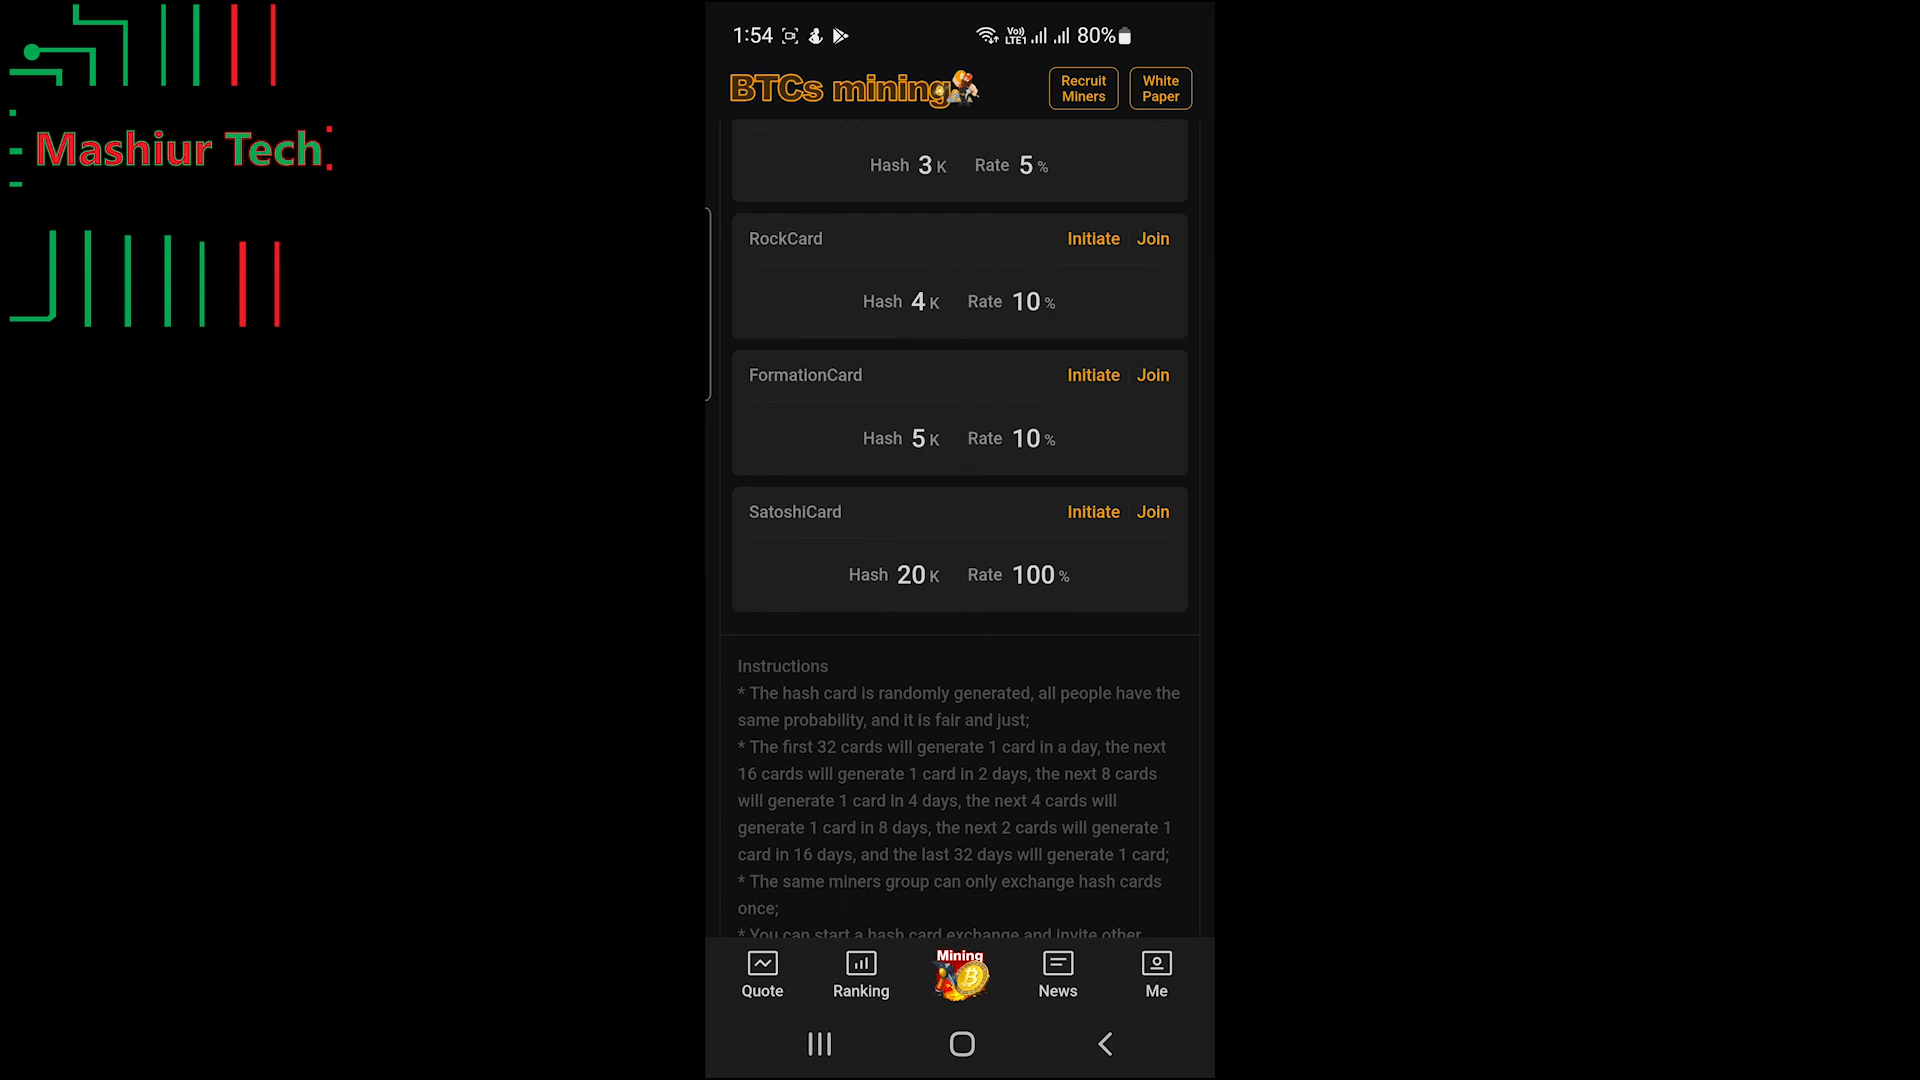 Mashiur Tech
1:54 Vo) LTE1 80%
BTCs mining
Recruit Miners
White Paper
Hash 3 K Rate 5 %
RockCard Initiate Join
Hash 4 K Rate 10 %
FormationCard Initiate Join
Hash 5 K Rate 10 %
SatoshiCard Initiate Join
Hash 20 K Rate 100 %
Instructions
* The hash card is randomly generated, all people have the
same probability, and it is fair and just;
* The first 32 cards will generate 1 card in a day, the next
16 cards will generate 1 card in 2 days, the next 8 cards
will generate 1 card in 4 days, the next 4 cards will
generate 1 card in 8 days, the next 2 cards will generate 1
card in 16 days, and the last 32 days will generate 1 card;
* The same miners group can only exchange hash cards
once;
* You can start a hash card exchange and invite other
Mining
Quote Ranking News Me